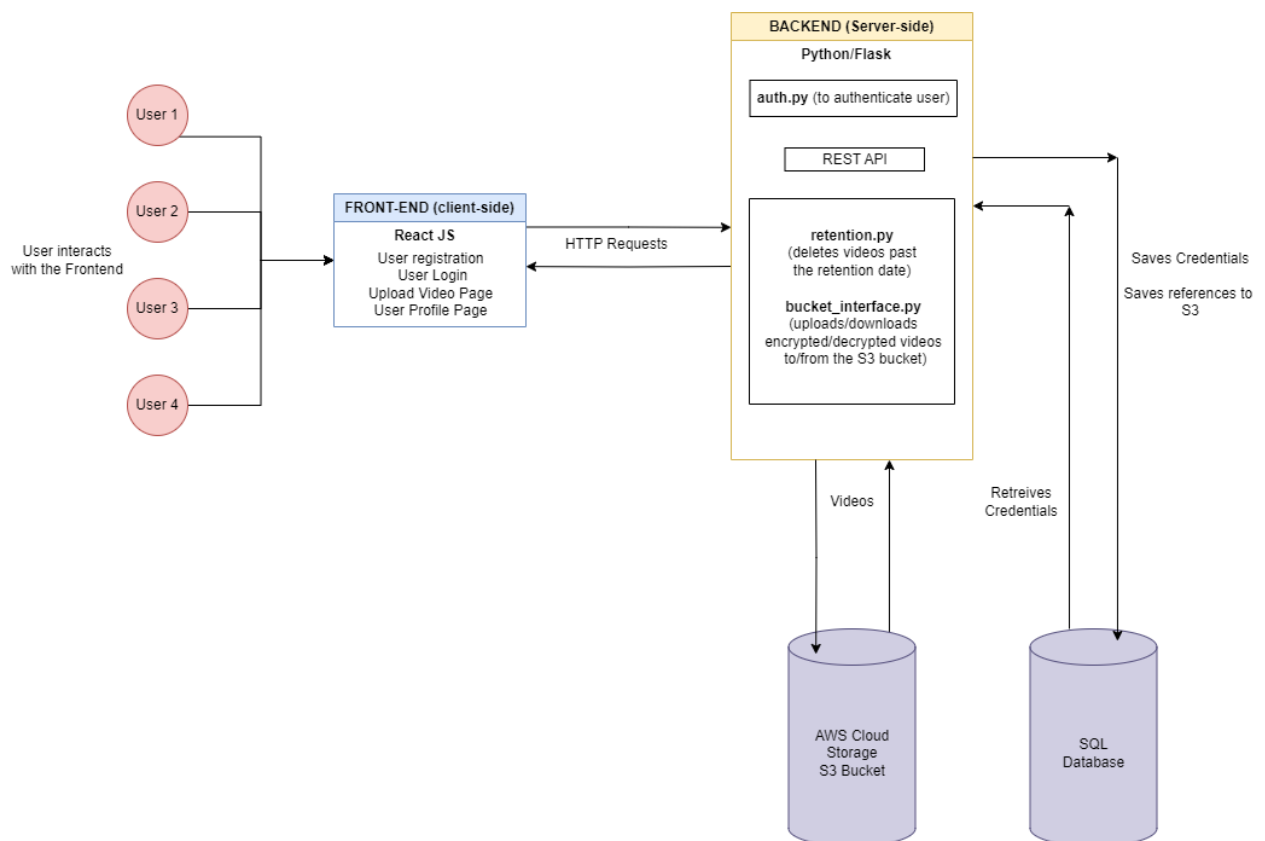 User 1
User 2
User interacts
with the Frontend
User 3
User 4
FRONT-END (client-side)
React JS
User registration
User Login
Upload Video Page
User Profile Page
HTTP Requests
BACKEND (Server-side)
Python/Flask
auth.py (to authenticate user)
REST API
retention.py
(deletes videos past
the retention date)
bucket_interface.py
(uploads/downloads
encrypted/decrypted videos
to/from the S3 bucket)
Saves Credentials
Saves references to
S3
Videos
Retreives
Credentials
AWS Cloud
Storage
S3 Bucket
SQL
Database